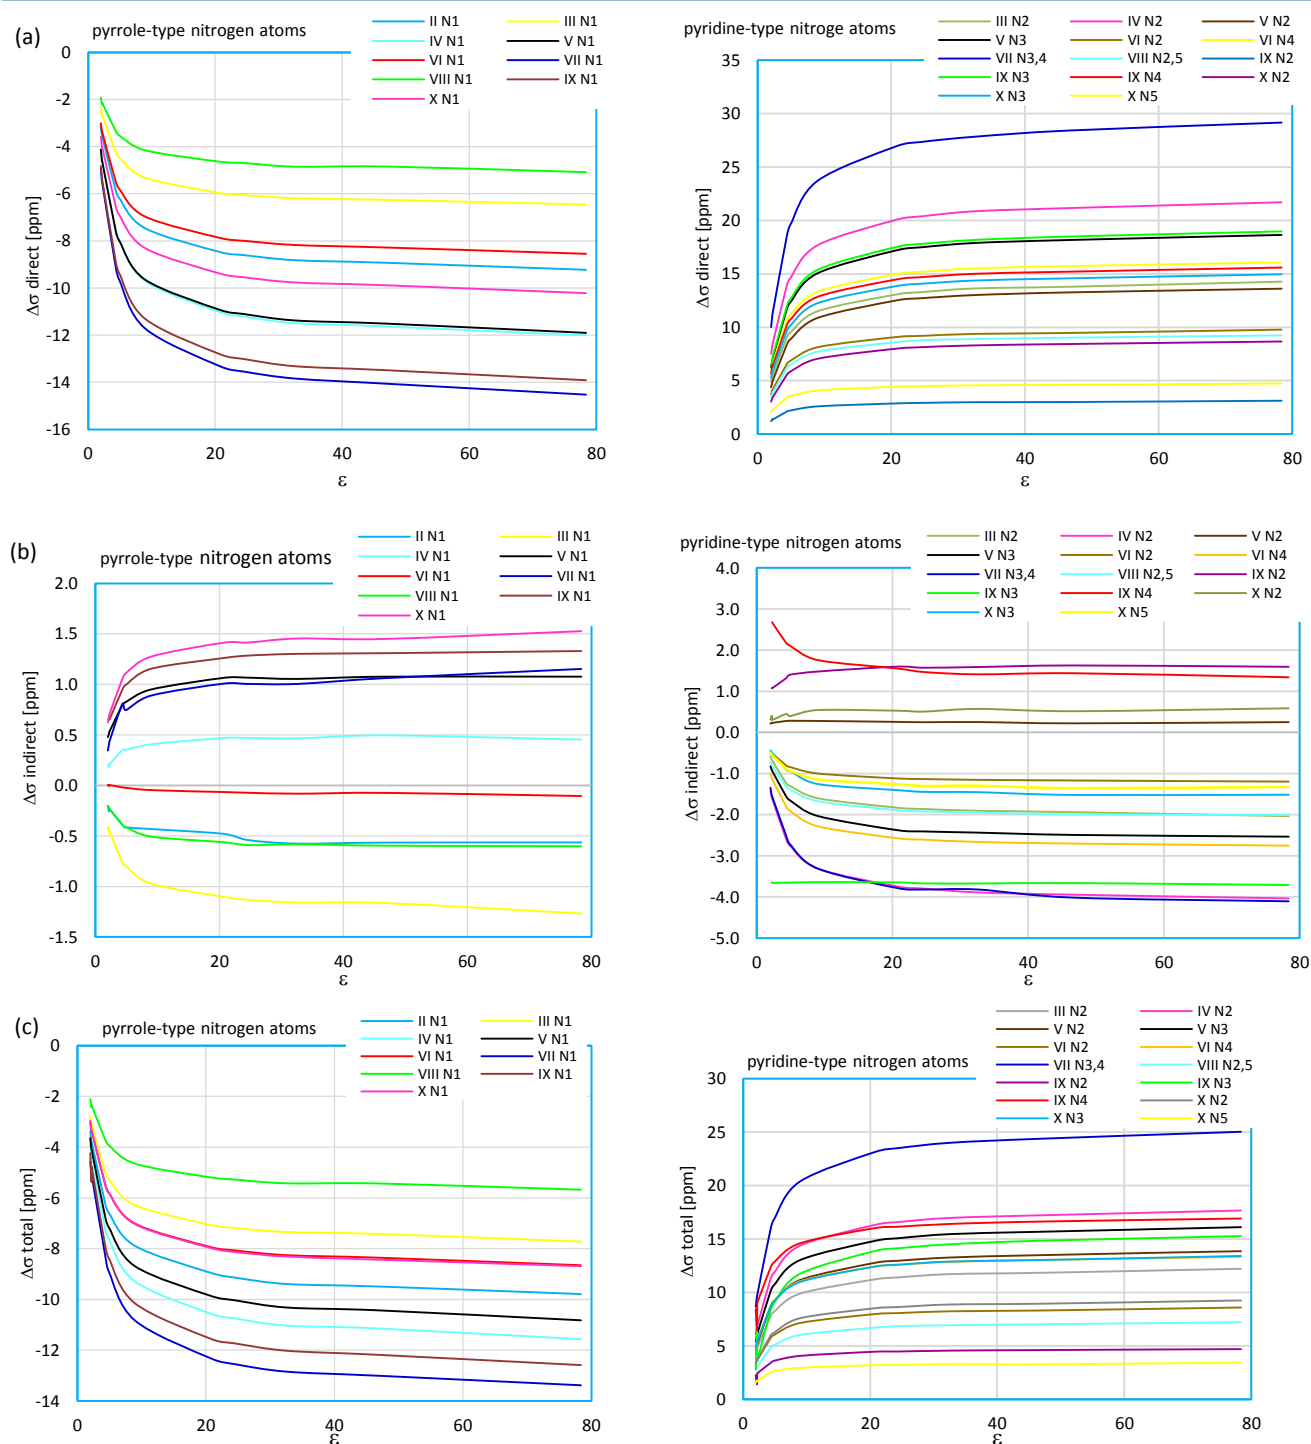 (a)
pyrrole-type nitrogen atoms
II N1 III N1
IV N1 V N1
VI N1 VII N1
VIII N1 IX N1
X N1
0
-2
-4
-6
-8
-10
-12
-14
-16
Δσ direct [ppm]
0 20 40 60 80
ε
pyridine-type nitroge atoms
III N2 IV N2 V N2
V N3 VI N2 VI N4
VII N3,4 VIII N2,5 IX N2
IX N3 IX N4 X N2
X N3 X N5
35
30
25
20
15
10
5
0
Δσ direct [ppm]
0 20 40 60 80
ε
(b)
pyrrole-type nitrogen atoms
II N1 III N1
IV N1 V N1
VI N1 VII N1
VIII N1 IX N1
X N1
2.0
1.5
1.0
0.5
0.0
-0.5
-1.0
-1.5
Δσ indirect [ppm]
0 20 40 60 80
ε
pyridine-type nitrogen atoms
III N2 IV N2 V N2
V N3 VI N2 VI N4
VII N3,4 VIII N2,5 IX N2
IX N3 IX N4 X N2
X N3 X N5
4.0
3.0
2.0
1.0
0.0
-1.0
-2.0
-3.0
-4.0
-5.0
Δσ indirect [ppm]
0 20 40 60 80
ε
(c)
pyrrole-type nitrogen atoms
II N1 III N1
IV N1 V N1
VI N1 VII N1
VIII N1 IX N1
X N1
0
-2
-4
-6
-8
-10
-12
-14
Δσ total [ppm]
0 20 40 60 80
ε
pyridine-type nitrogen atoms
III N2 IV N2
V N2 V N3
VI N2 VI N4
VII N3,4 VIII N2,5
IX N2 IX N3
IX N4 X N2
X N3 X N5
30
25
20
15
10
5
0
Δσ total [ppm]
0 20 40 60 80
ε